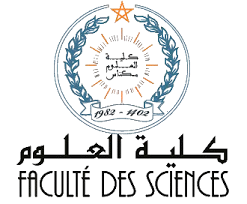 كلية
العلوم
مكناس
1982 - 1402
كلية العلوم
FACULTÉ DES SCIENCES